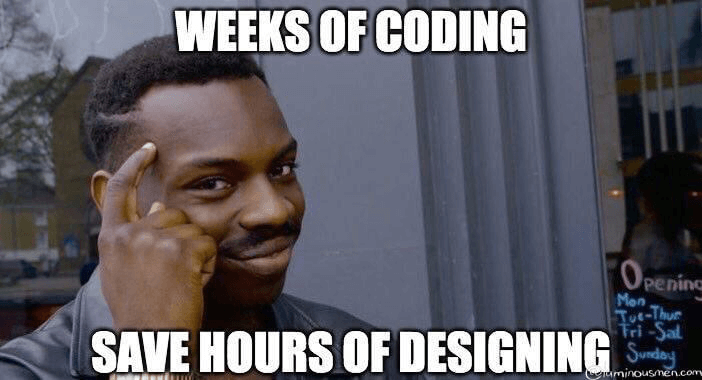 WEEKS OF CODING
Opening
Mon
Tue-Thur
Fri-Sat
Sunday
SAVE HOURS OF DESIGNING
@luminousmen.com